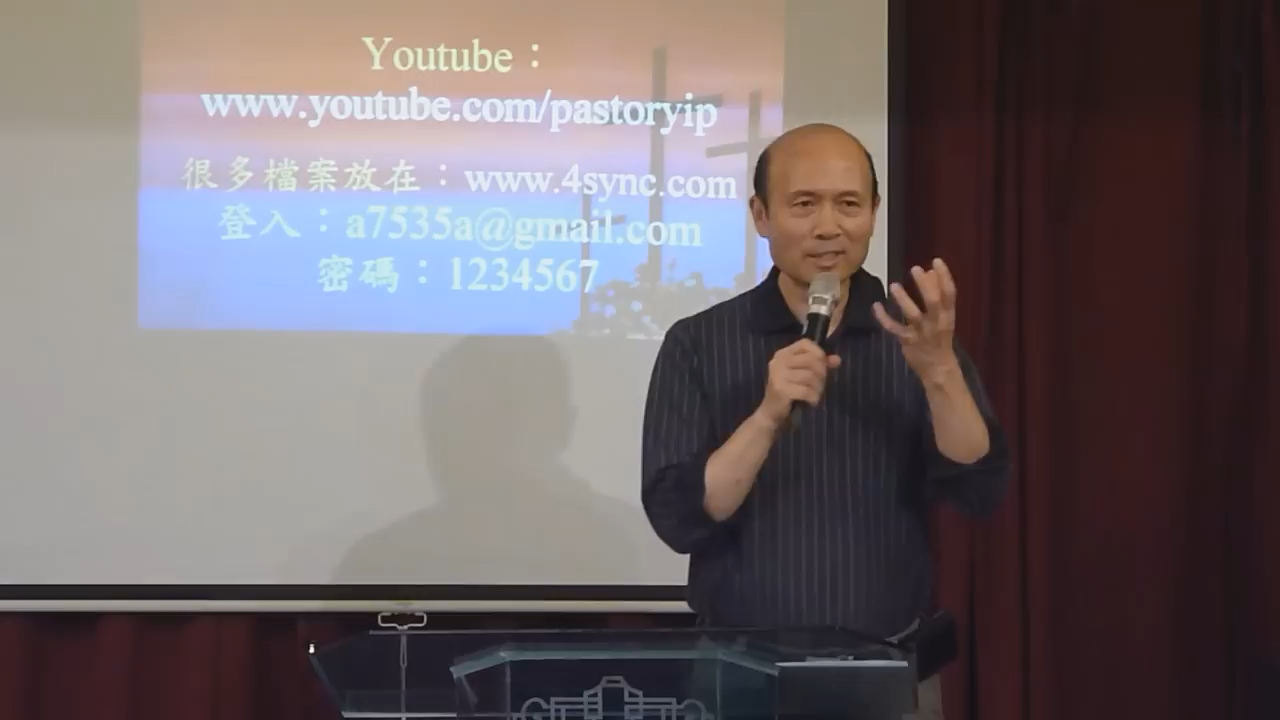 Youtube：
www.youtube.com/pastoryip
很多檔案放在：www.4sync.com
登入：a7535a@gmail.com
密碼：1234567